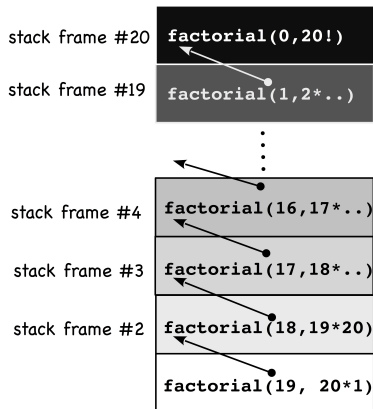 stack frame #20 factorial(0,20!)
stack frame #19 factorial(1,2*..)
stack frame #4 factorial(16,17*..)
stack frame #3 factorial(17,18*..)
stack frame #2 factorial(18,19*20)
factorial(19, 20*1)